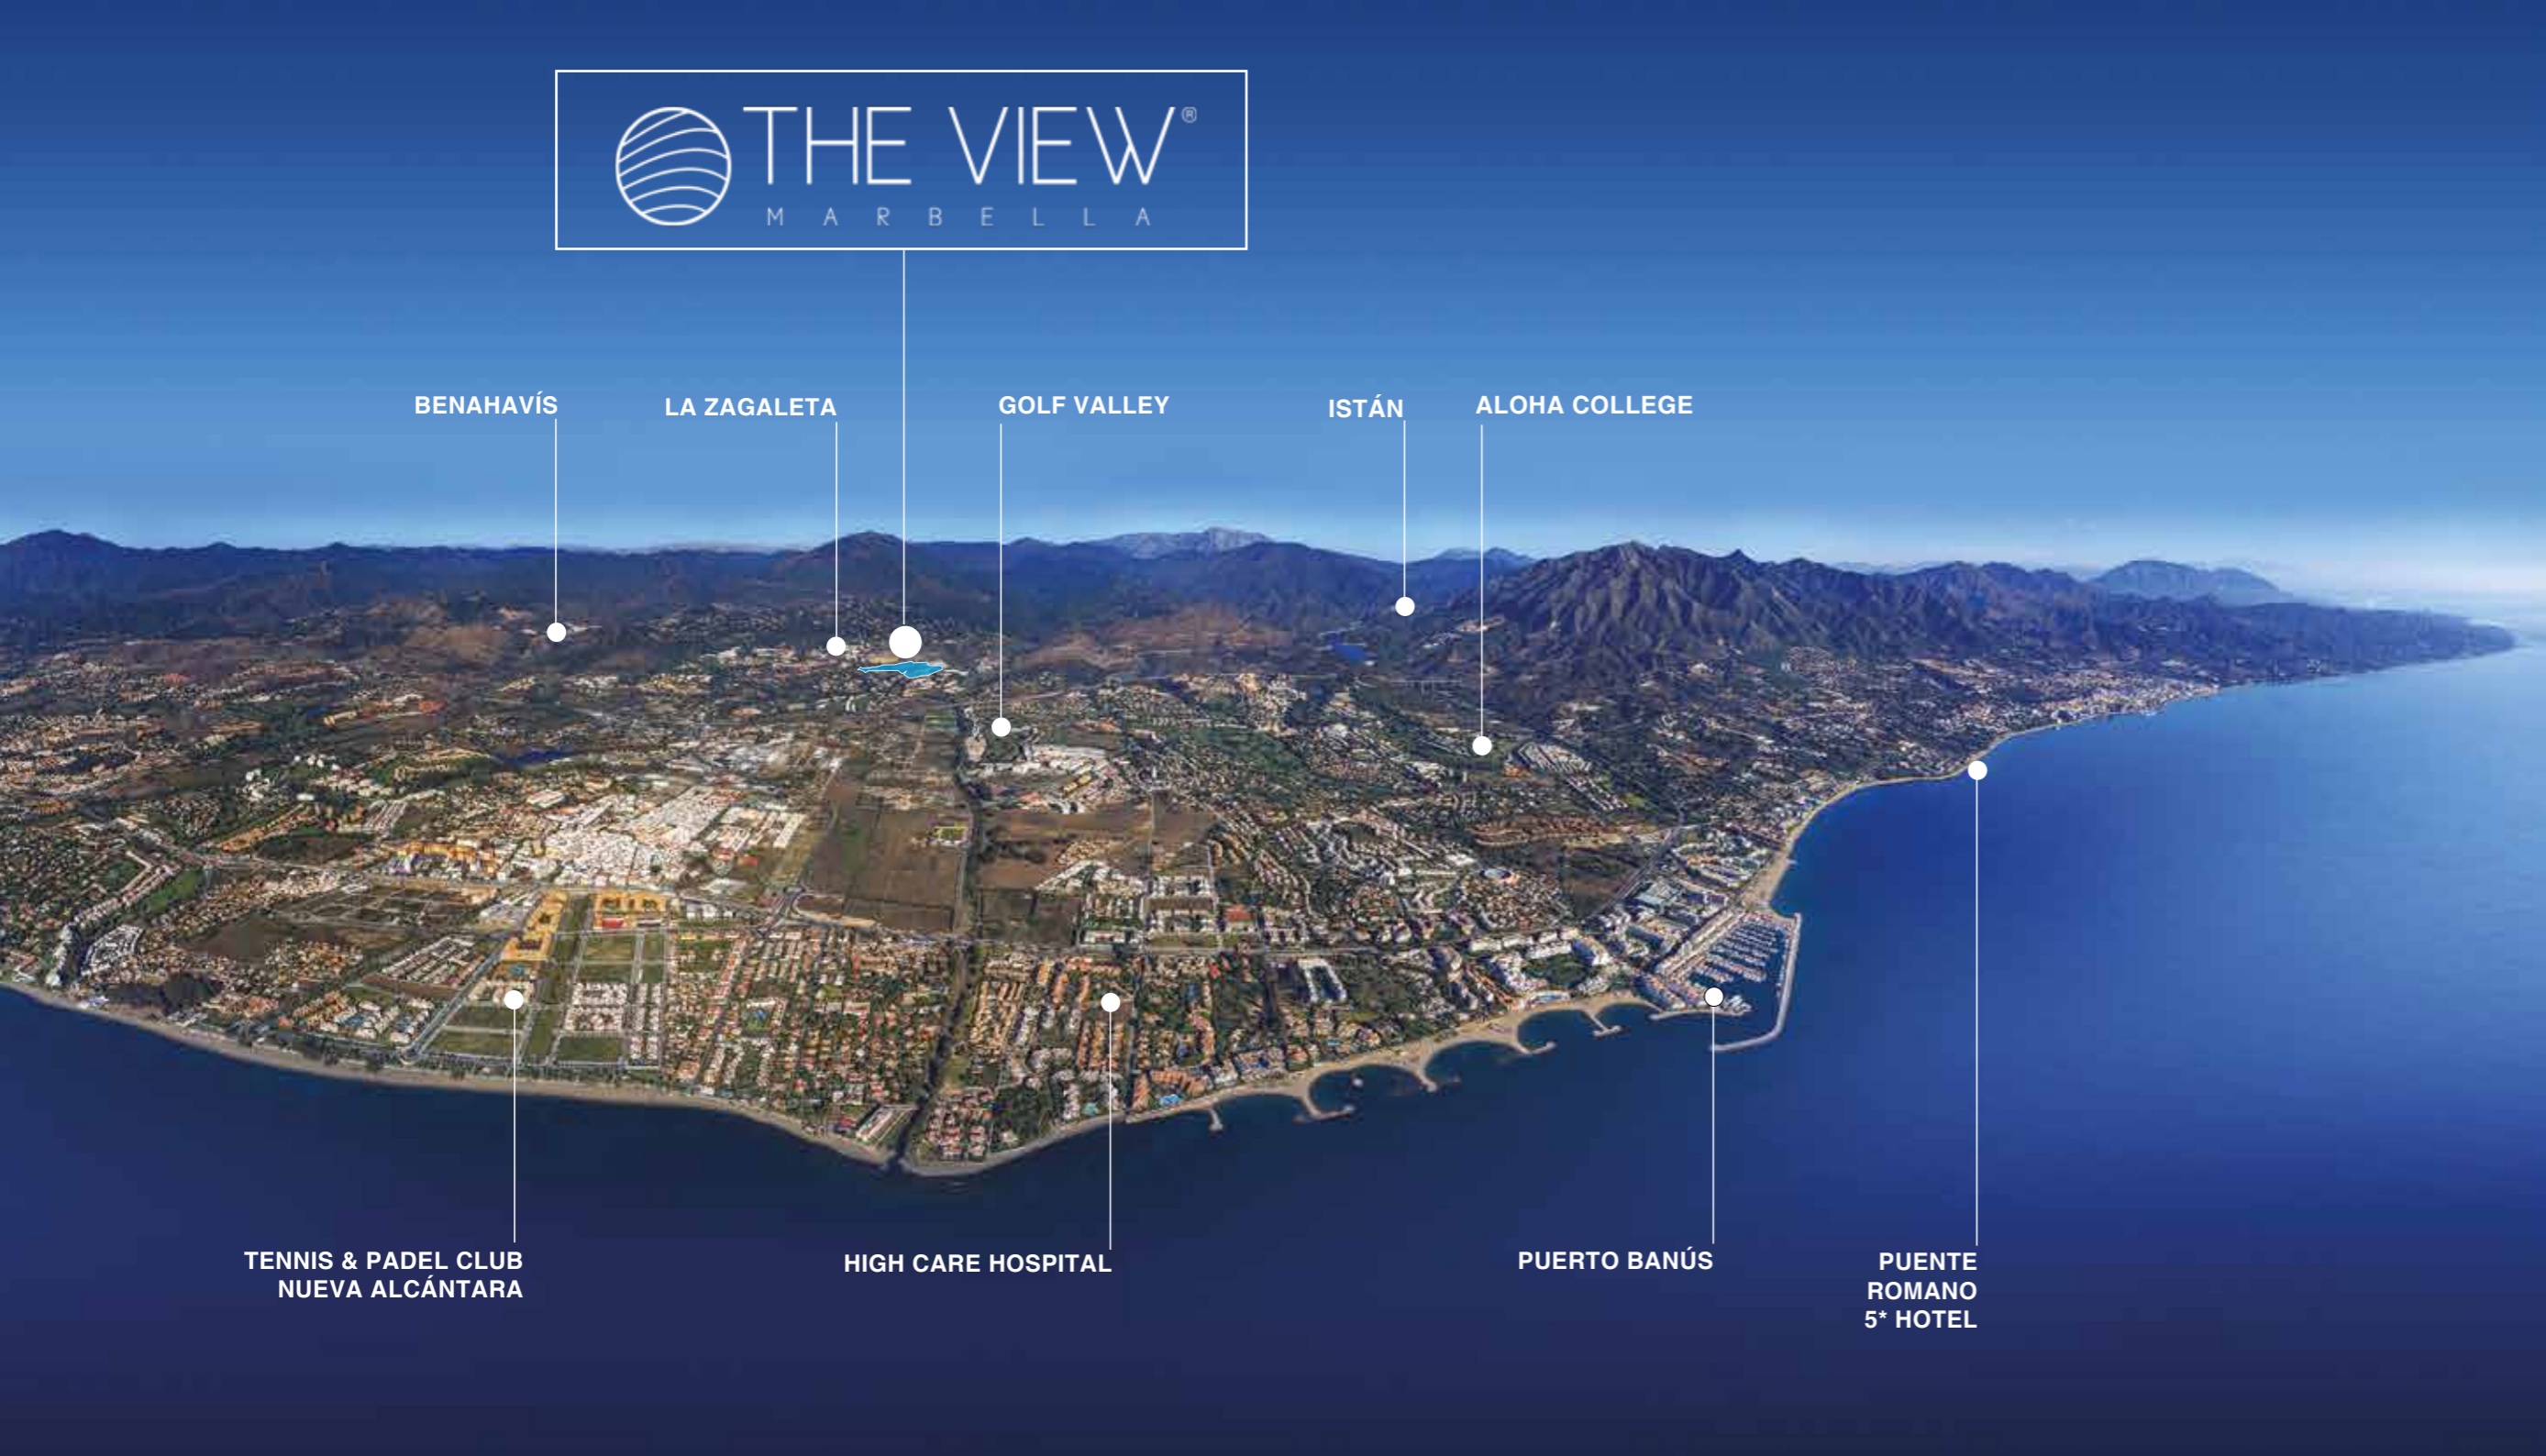 THE VIEW®
MARBELLA
BENAHAVÍS
LA ZAGALETA
GOLF VALLEY
ISTÁN
ALOHA COLLEGE
TENNIS & PADEL CLUB
NUEVA ALCÁNTARA
HIGH CARE HOSPITAL
PUERTO BANÚS
PUENTE
ROMANO
5* HOTEL